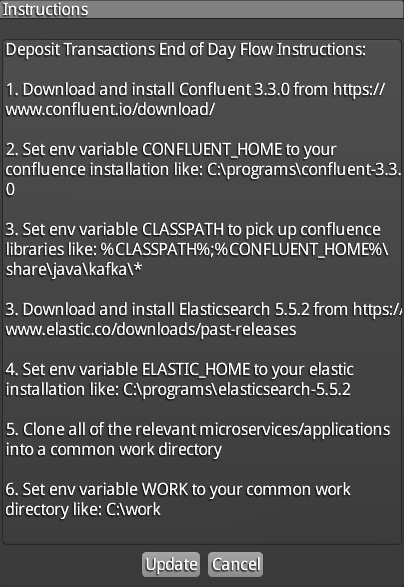 Instructions
Deposit Transactions End of Day Flow Instructions:
1. Download and install Confluent 3.3.0 from https://
www.confluent.io/download/
2. Set env variable CONFLUENT_HOME to your
confluence installation like: C:\programs\confluent-3.3.
0
3. Set env variable CLASSPATH to pick up confluence
libraries like: %CLASSPATH%;%CONFLUENT_HOME%\
share\java\kafka\*
3. Download and install Elasticsearch 5.5.2 from https:/
www.elastic.co/downloads/past-releases
4. Set env variable ELASTIC_HOME to your elastic
installation like: C:\programs\elasticsearch-5.5.2
5. Clone all of the relevant microservices/applications
into a common work directory
6. Set env variable WORK to your common work
directory like: C:\work
Update Cancel